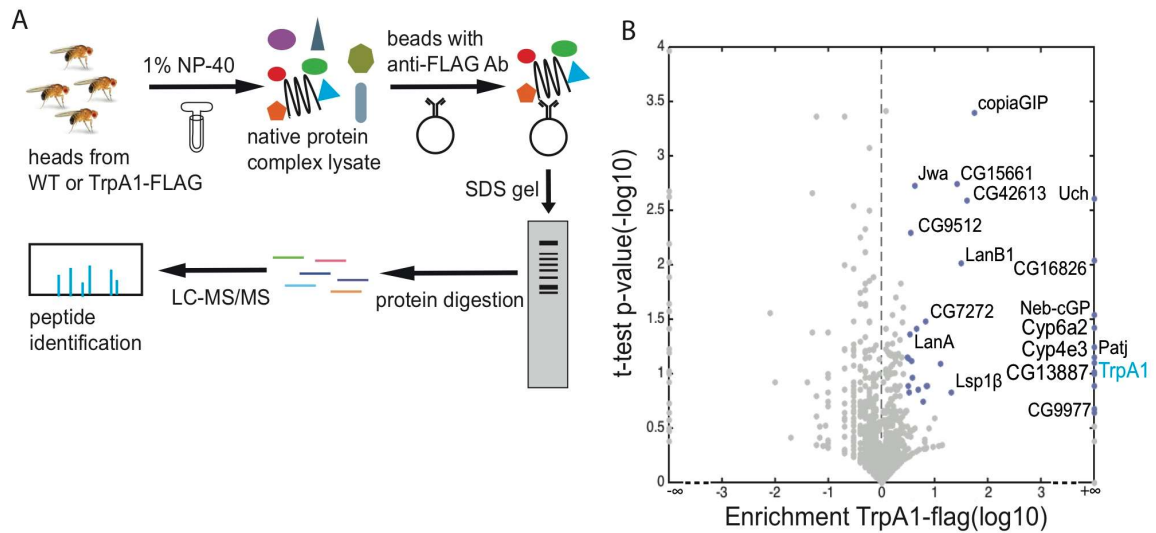 A
1% NP-40
beads with
anti-FLAG Ab
heads from
WT or TrpA1-FLAG
native protein
complex lysate
SDS gel
protein digestion
LC-MS/MS
peptide
identification
B
t-test p-value(-log10)
4
3.5
3
2.5
2
1.5
1
0.5
0
copiaGIP
Jwa
CG15661
CG42613
Uch
CG9512
LanB1
CG16826
CG7272
Neb-cGP
Cyp6a2
LanA
Cyp4e3
Patj
Lsp1β
CG13887
TrpA1
CG9977
-∞
-3
-2
-1
0
1
2
3
+∞
Enrichment TrpA1-flag(log10)